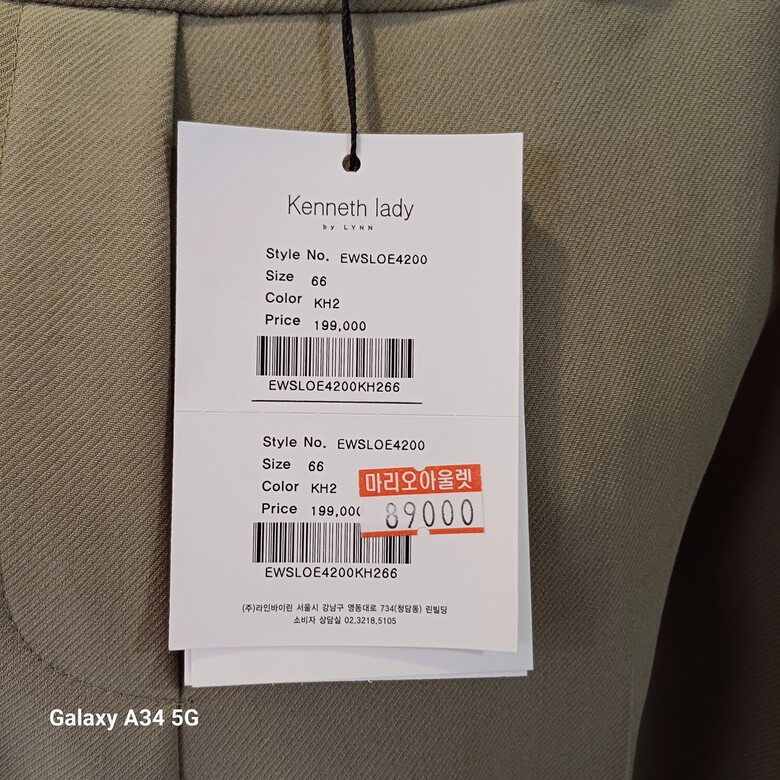 Kenneth lady
by LYNN
Style No. EWSLOE4200
Size 66
Color KH2
Price 199,000
EWSLOE4200KH266
Style No. EWSLOE4200
Size 66
Color KH2
마리오아울렛
Price 199,000
89000
EWSLOE4200KH266
(주)라인바이린 서울시 강남구 영동대로 734(청담동) 린빌딩
소비자 상담실 02.3218.5105
Galaxy A34 5G